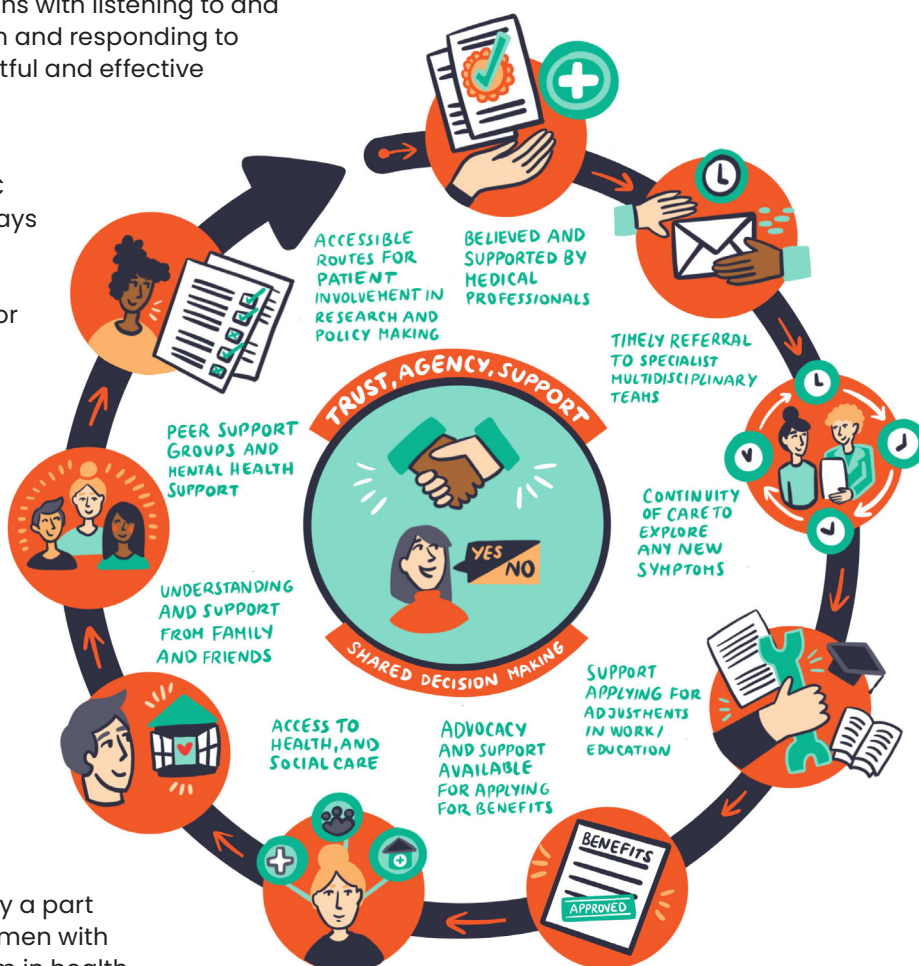 ns with listening to and
n and responding to
tful and effective
ays
or
ACCESSIBLE
ROUTES FOR
PATIENT
INVOLVEMENT IN
RESEARCH AND
POLICY MAKING
BELIEVED AND
SUPPORTED BY
MEDICAL
PROFESSIONALS
TIMELY REFERRAL
TO SPECIALIST
MULTIDISCIPLINARY
TEAMS
CONTINUITY
OF CARE TO
EXPLORE
ANY NEW
SYMPTOMS
SUPPORT
APPLYING FOR
ADJUSTMENTS
IN WORK/
EDUCATION
ADVOCACY
AND SUPPORT
AVAILABLE
FOR APPLYING
FOR BENEFITS
ACCESS TO
HEALTH, AND
SOCIAL CARE
UNDERSTANDING
AND SUPPORT
FROM FAMILY
AND FRIENDS
PEER SUPPORT
GROUPS AND
MENTAL HEALTH
SUPPORT
TRUST, AGENCY, SUPPORT
YES
NO
SHARED DECISION MAKING
BENEFITS
APPROVED
y a part
men with